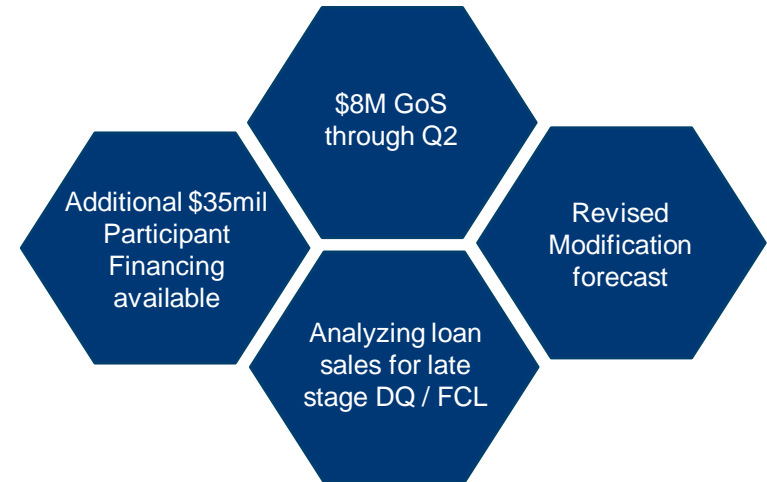 $8M GoS
through Q2
Additional $35mil
Participant
Financing
available
Revised
Modification
forecast
Analyzing loan
sales for late
stage DQ / FCL